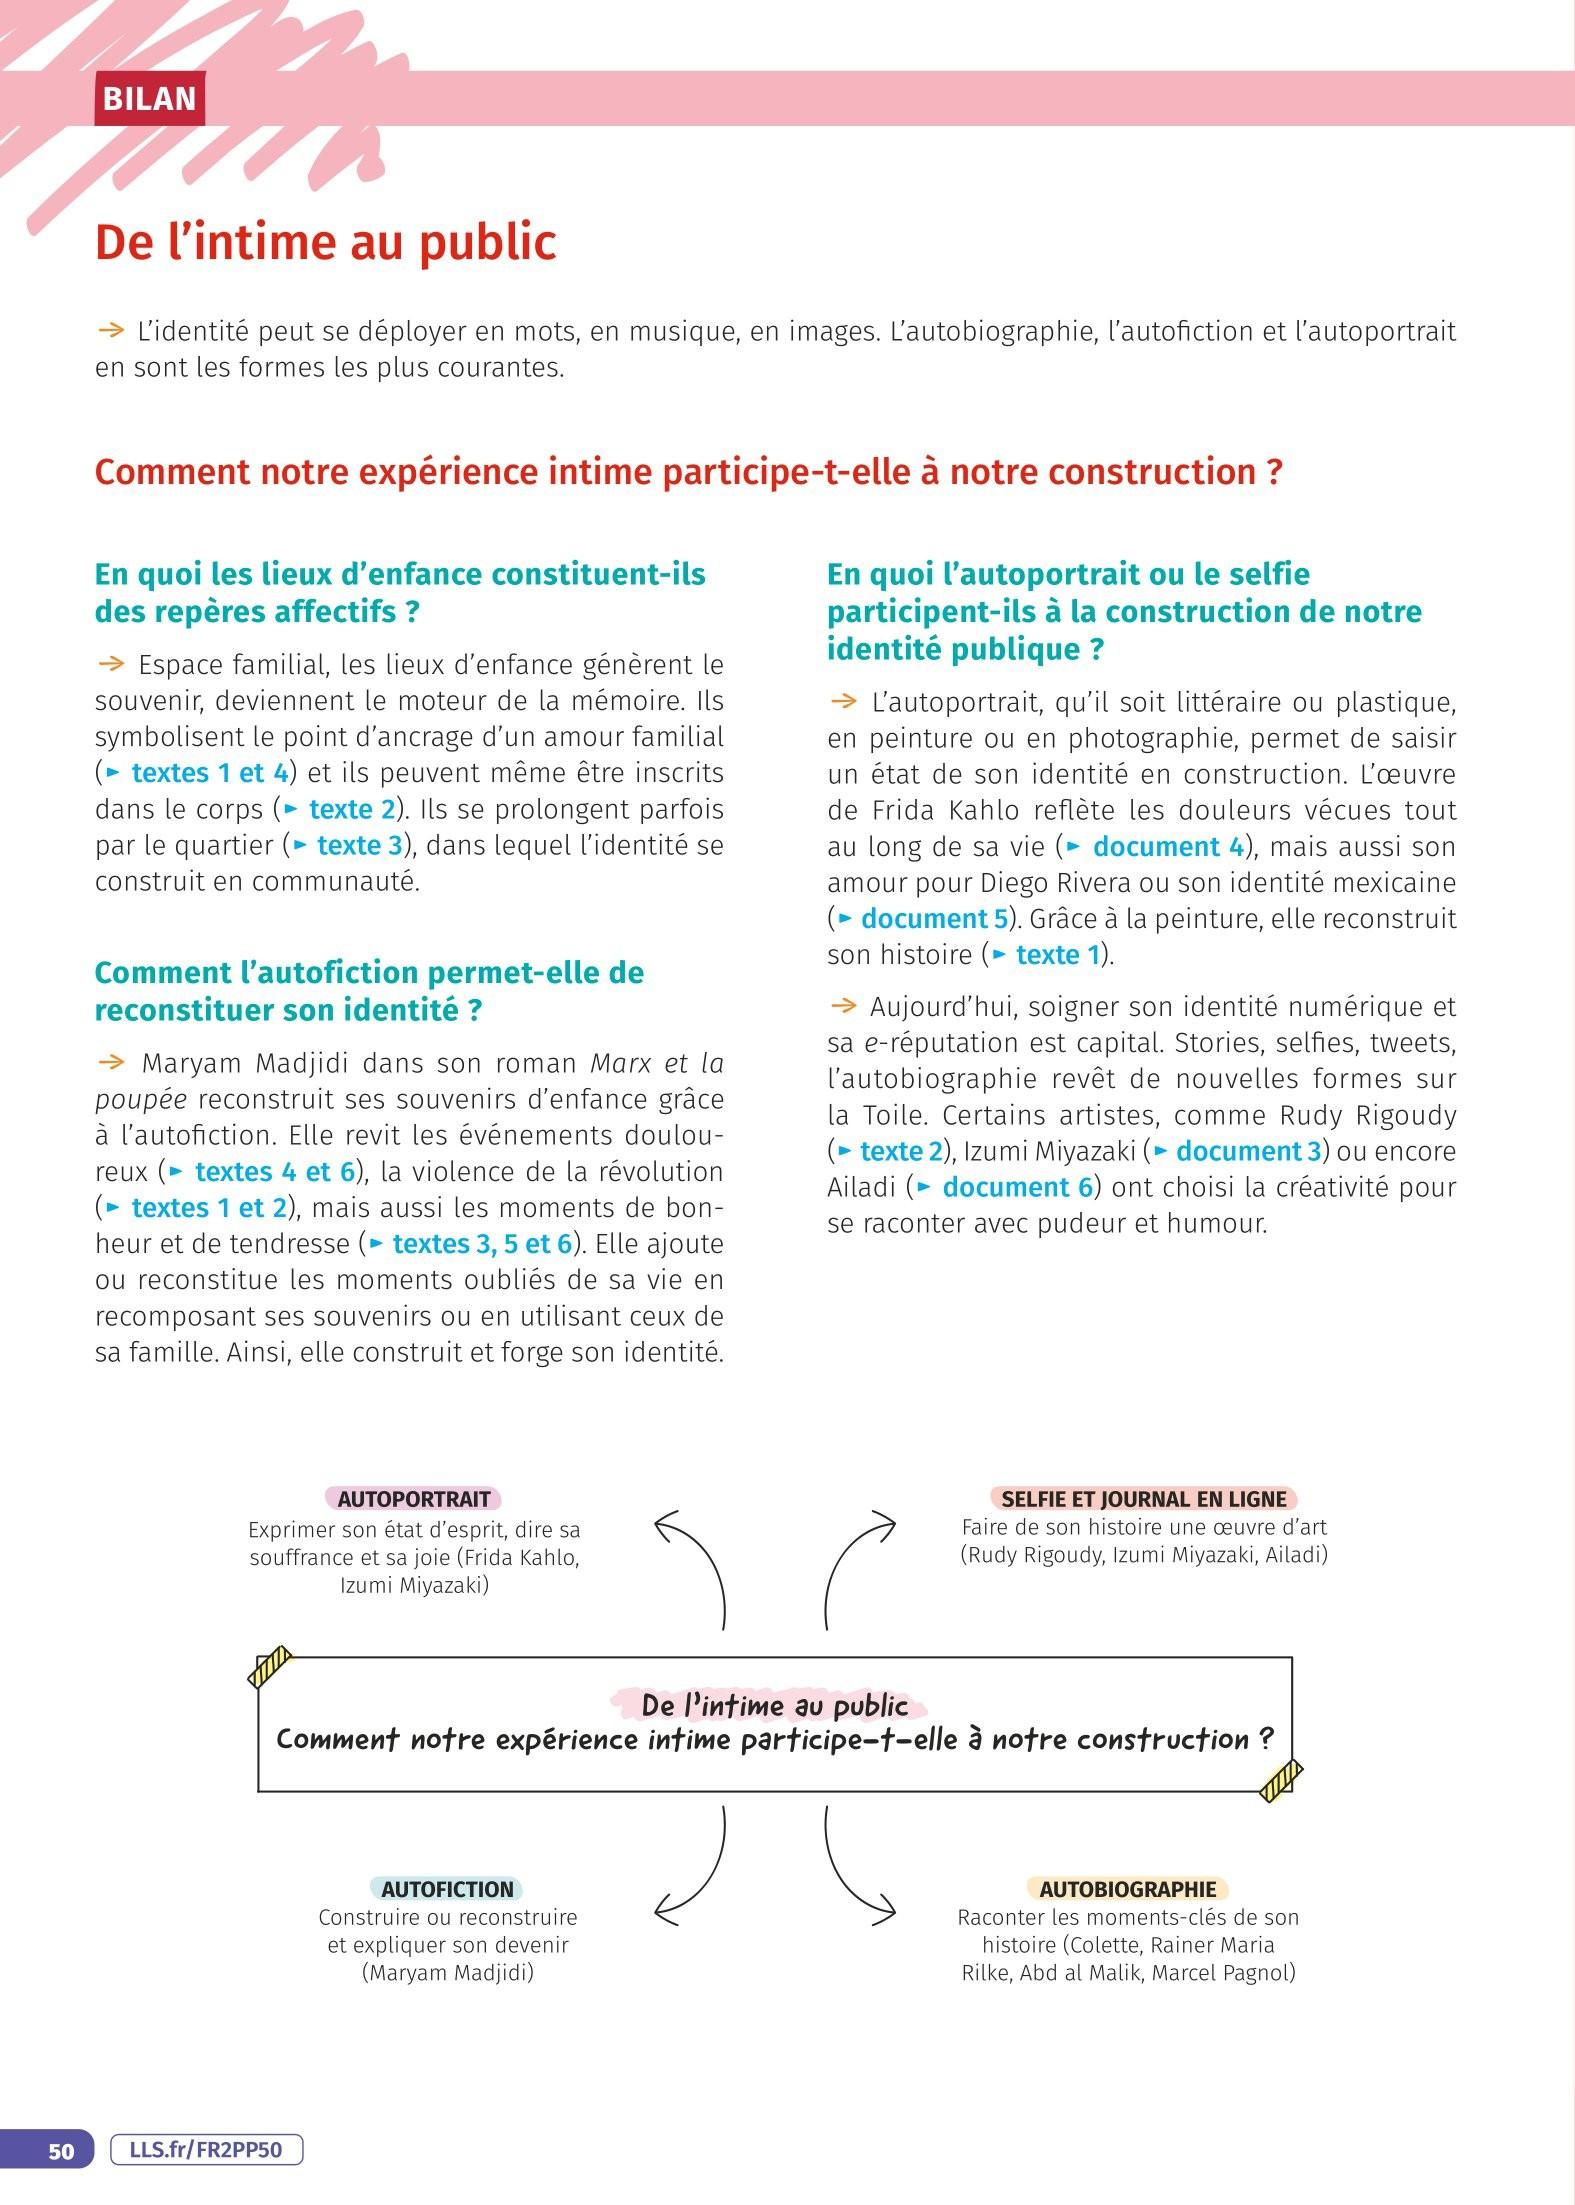 BILAN
De l’intime au public
→ L’identité peut se déployer en mots, en musique, en images. L’autobiographie, l’autofiction et l’autoportrait
en sont les formes les plus courantes.
Comment notre expérience intime participe-t-elle à notre construction ?
En quoi les lieux d’enfance constituent-ils
des repères affectifs ?
→ Espace familial, les lieux d’enfance génèrent le
souvenir, deviennent le moteur de la mémoire. Ils
symbolisent le point d’ancrage d’un amour familial
(► textes 1 et 4) et ils peuvent même être inscrits
dans le corps (► texte 2). Ils se prolongent parfois
par le quartier (► texte 3), dans lequel l’identité se
construit en communauté.
Comment l’autofiction permet-elle de
reconstituer son identité ?
→ Maryam Madjidi dans son roman Marx et la
poupée reconstruit ses souvenirs d’enfance grâce
à l’autofiction. Elle revit les événements doulou-
reux (► textes 4 et 6), la violence de la révolution
(► textes 1 et 2), mais aussi les moments de bon-
heur et de tendresse (► textes 3, 5 et 6). Elle ajoute
ou reconstitue les moments oubliés de sa vie en
recomposant ses souvenirs ou en utilisant ceux de
sa famille. Ainsi, elle construit et forge son identité.
En quoi l’autoportrait ou le selfie
participent-ils à la construction de notre
identité publique ?
→ L’autoportrait, qu’il soit littéraire ou plastique,
en peinture ou en photographie, permet de saisir
un état de son identité en construction. L’œuvre
de Frida Kahlo reflète les douleurs vécues tout
au long de sa vie (► document 4), mais aussi son
amour pour Diego Rivera ou son identité mexicaine
(► document 5). Grâce à la peinture, elle reconstruit
son histoire (► texte 1).
→ Aujourd’hui, soigner son identité numérique et
sa e-réputation est capital. Stories, selfies, tweets,
l’autobiographie revêt de nouvelles formes sur
la Toile. Certains artistes, comme Rudy Rigoudy
(► texte 2), Izumi Miyazaki (► document 3) ou encore
Ailadi (► document 6) ont choisi la créativité pour
se raconter avec pudeur et humour.
AUTOPORTRAIT
Exprimer son état d’esprit, dire sa
souffrance et sa joie (Frida Kahlo,
Izumi Miyazaki)
SELFIE ET JOURNAL EN LIGNE
Faire de son histoire une œuvre d’art
(Rudy Rigoudy, Izumi Miyazaki, Ailadi)
De l’intime au public
Comment notre expérience intime participe-t-elle à notre construction ?
AUTOFICTION
Construire ou reconstruire
et expliquer son devenir
(Maryam Madjidi)
AUTOBIOGRAPHIE
Raconter les moments-clés de son
histoire (Colette, Rainer Maria
Rilke, Abd al Malik, Marcel Pagnol)
50
LLS.fr/FR2PP50